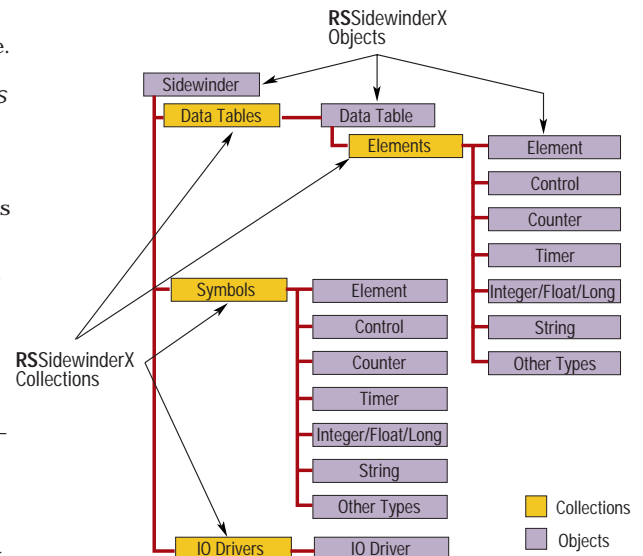 RSSidewinderX
Objects
e.
s
Sidewinder
Data Tables
Data Table
Elements
Element
Control
Counter
Timer
Integer/Float/Long
String
Other Types
s
Symbols
Element
Control
Counter
Timer
Integer/Float/Long
String
Other Types
RSSidewinderX
Collections
–
IO Drivers
IO Driver
Collections
Objects